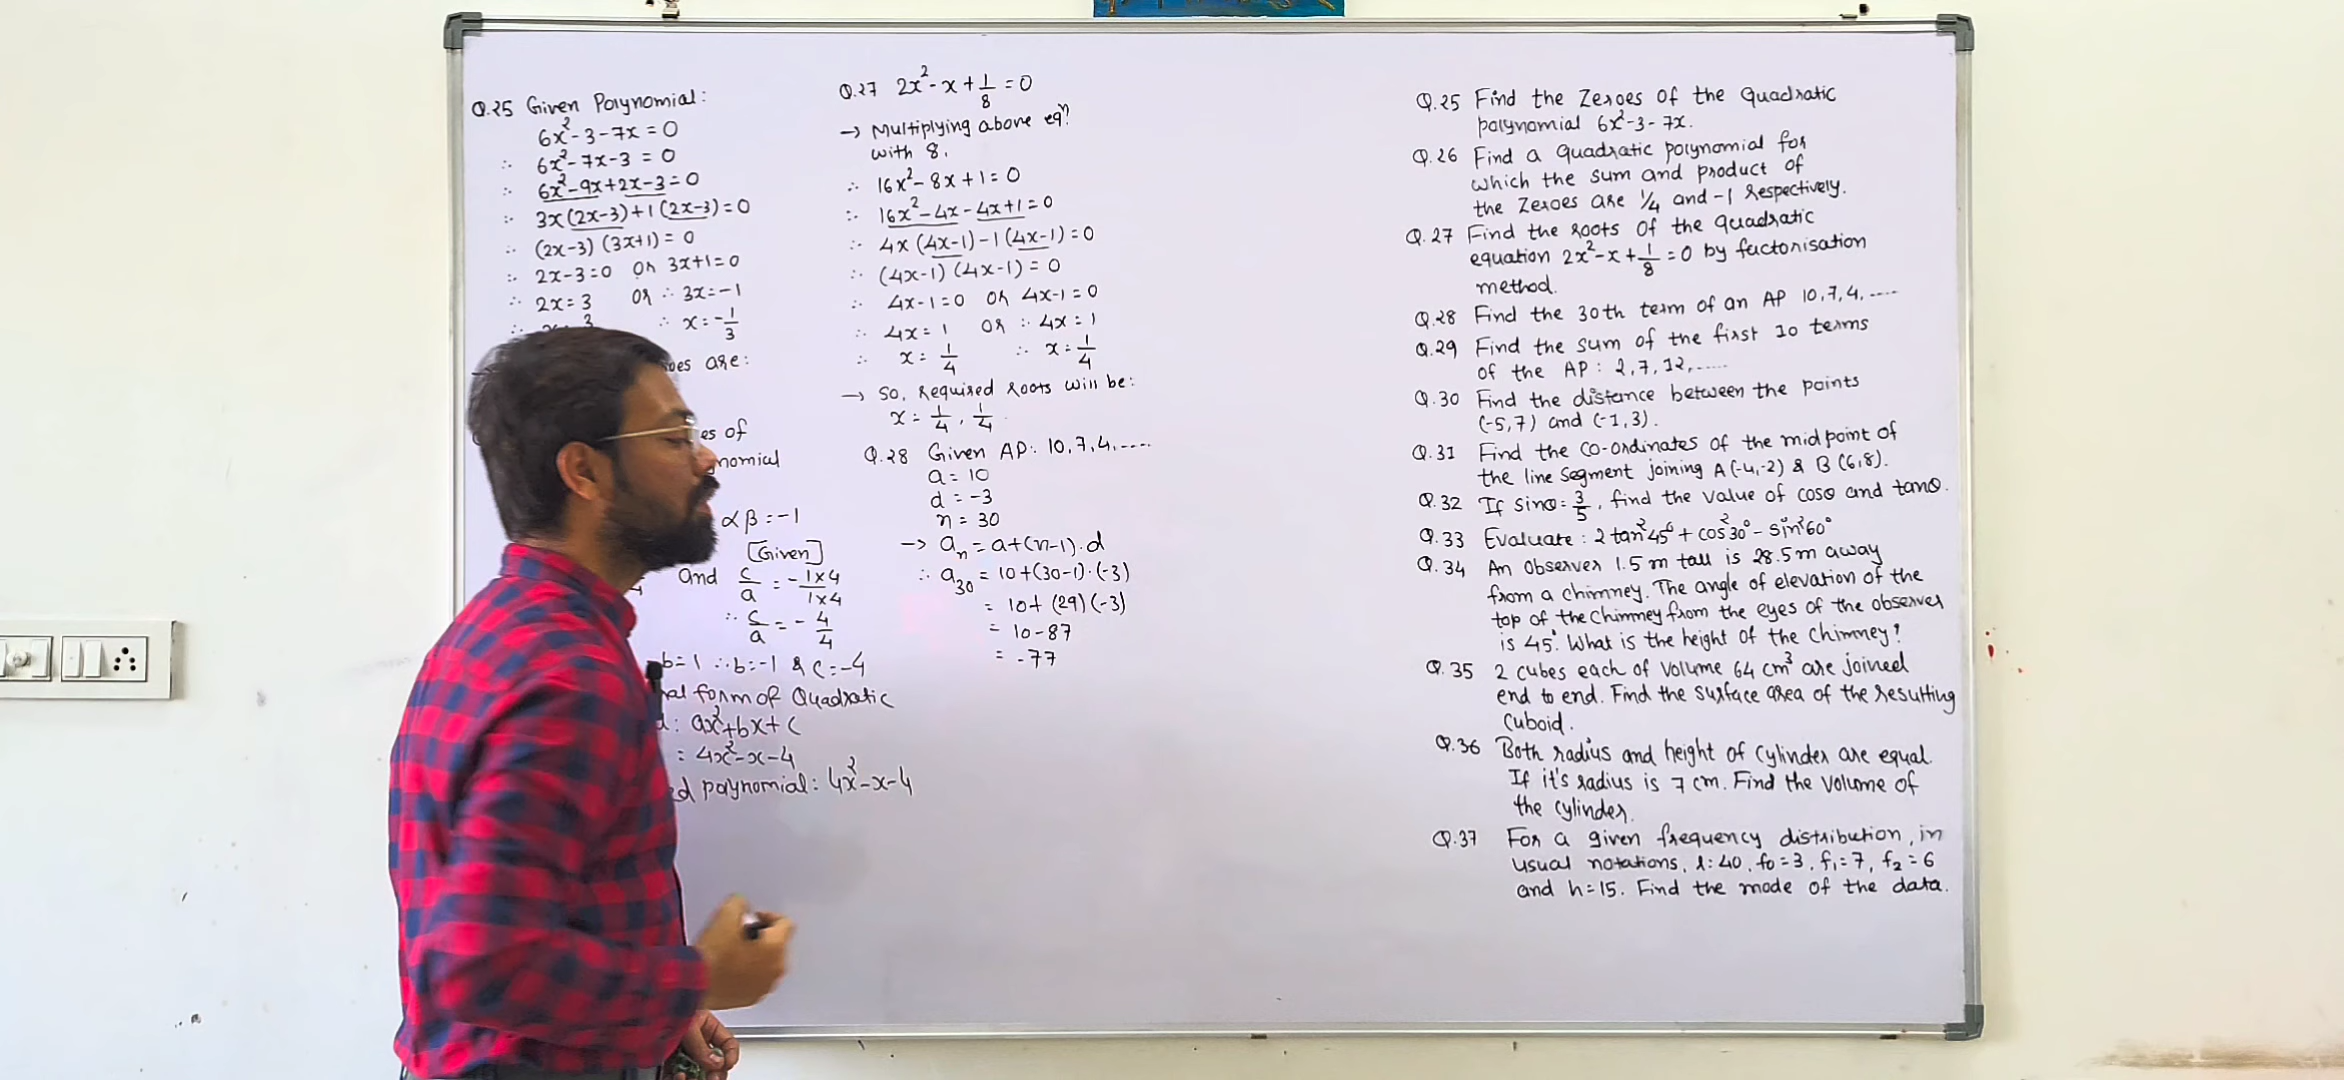 Q.25 Given Polynomial:
6x²-3-7x=0
∴ 6x²-7x-3=0
∴ 6x²-9x+2x-3=0
∴ 3x(2x-3)+1(2x-3)=0
∴ (2x-3)(3x+1)=0
∴ 2x-3=0 or 3x+1=0
∴ 2x=3 or ∴ 3x=-1
∴ x=-1/3
are:
of
αβ=-1
[Given]
and c/a = -1×4/1×4
∴ c/a = -4/4
b=1 ∴ b=-1 & c=-4
form of Quadratic
: ax²+bx+c
= 4x²-x-4
polynomial: 4x²-x-4
Q.27 2x²-x+1/8=0
→ Multiplying above eqⁿ
with 8.
∴ 16x²-8x+1=0
∴ 16x²-4x-4x+1=0
∴ 4x(4x-1)-1(4x-1)=0
∴ (4x-1)(4x-1)=0
∴ 4x-1=0 or 4x-1=0
∴ 4x=1 or ∴ 4x=1
∴ x=1/4 ∴ x=1/4
→ So, required roots will be:
x=1/4, 1/4
Q.28 Given AP: 10,7,4,....
a=10
d=-3
n=30
→ aₙ=a+(n-1).d
∴ a₃₀=10+(30-1).(-3)
= 10+(29)(-3)
= 10-87
= -77
Q.25 Find the Zeroes of the Quadratic
polynomial 6x²-3-7x.
Q.26 Find a Quadratic polynomial for
which the sum and product of
the Zeroes are 1/4 and -1 respectively.
Q.27 Find the roots of the quadratic
equation 2x²-x+1/8=0 by factorisation
method.
Q.28 Find the 30th term of an AP 10,7,4,....
Q.29 Find the sum of the first 10 terms
of the AP: 2,7,12,.....
Q.30 Find the distance between the points
(-5,7) and (-1,3).
Q.31 Find the co-ordinates of the midpoint of
the line segment joining A(-4,-2) & B(6,8).
Q.32 If sinθ=3/5, find the value of cosθ and tanθ.
Q.33 Evaluate: 2tan²45°+cos²30°-sin²60°
Q.34 An observer 1.5m tall is 28.5m away
from a chimney. The angle of elevation of the
top of the chimney from the eyes of the observer
is 45°. What is the height of the chimney?
Q.35 2 cubes each of volume 64 cm³ are joined
end to end. Find the surface area of the resulting
cuboid.
Q.36 Both radius and height of cylinder are equal.
If it's radius is 7cm. Find the volume of
the cylinder.
Q.37 For a given frequency distribution, in
usual notations, l=40, f0=3, f₁=7, f₂=6
and h=15. Find the mode of the data.